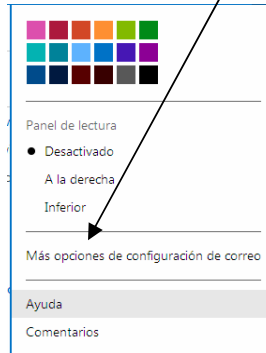 Panel de lectura
Desactivado
A la derecha
Inferior
Más opciones de configuración de correo
Ayuda
Comentarios